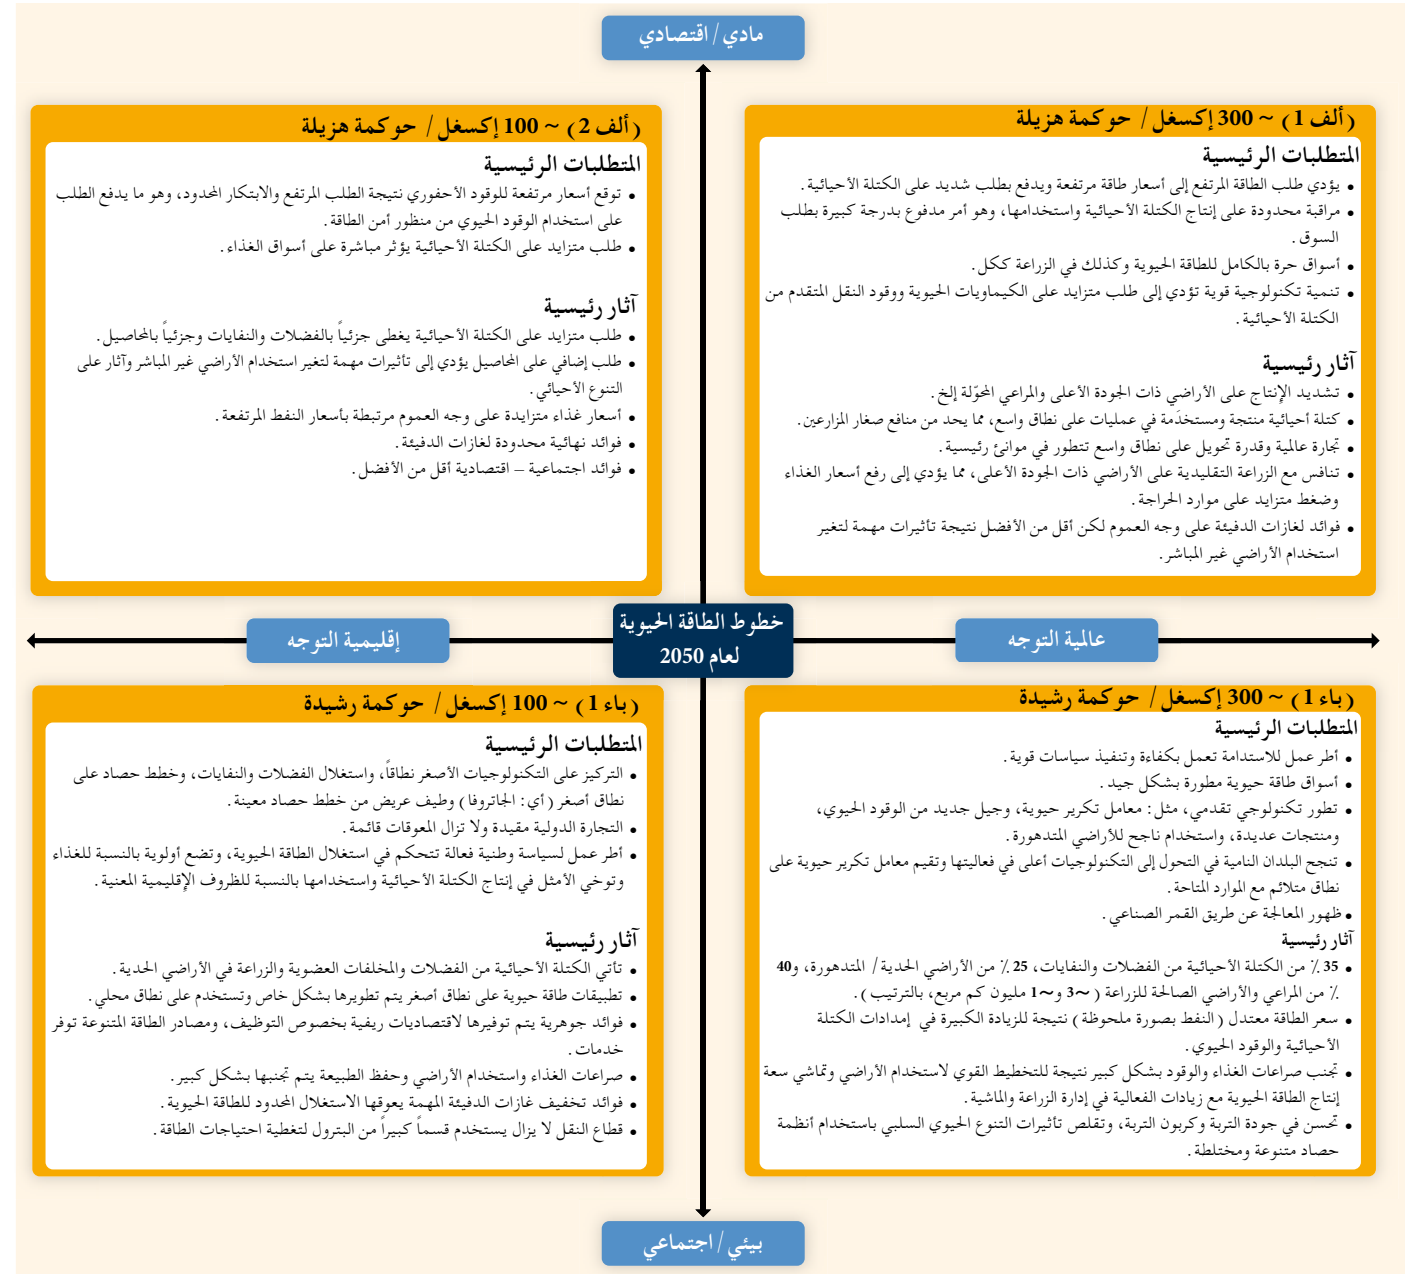 مادي / اقتصادي
(ألف 1) ~ 300 إكسغل / حوكمة هزيلة
المتطلبات الرئيسية
• يؤدي طلب الطاقة المرتفع إلى أسعار طاقة مرتفعة ويدفع بطلب شديد على الكتلة الأحيائية.
• مراقبة محدودة على إنتاج الكتلة الأحيائية واستخدامها، وهو أمر مدفوع بدرجة كبيرة بطلب
السوق.
• أسواق حرة بالكامل للطاقة الحيوية وكذلك في الزراعة ككل.
• تنمية تكنولوجية قوية تؤدي إلى طلب متزايد على الكيماويات الحيوية ووقود النقل المتقدم من
الكتلة الأحيائية.
آثار رئيسية
• تشديد الإنتاج على الأراضي ذات الجودة الأعلى والمراعي المحوّلة إلخ.
• كتلة أحيائية منتجة ومستخدَمة في عمليات على نطاق واسع، مما يحد من منافع صغار المزارعين.
• تجارة عالمية وقدرة تحويل على نطاق واسع تتطور في موانئ رئيسية.
• تنافس مع الزراعة التقليدية على الأراضي ذات الجودة الأعلى، مما يؤدي إلى رفع أسعار الغذاء
وضغط متزايد على موارد الحراجة.
• فوائد لغازات الدفيئة على وجه العموم لكن أقل من الأفضل نتيجة تأثيرات مهمة لتغير
استخدام الأراضي غير المباشر.
(ألف 2) ~ 100 إكسغل / حوكمة هزيلة
المتطلبات الرئيسية
• توقع أسعار مرتفعة للوقود الأحفوري نتيجة الطلب المرتفع والابتكار المحدود، وهو ما يدفع الطلب
على استخدام الوقود الحيوي من منظور أمن الطاقة.
• طلب متزايد على الكتلة الأحيائية يؤثر مباشرة على أسواق الغذاء.
آثار رئيسية
• طلب متزايد على الكتلة الأحيائية يغطى جزئياً بالفضلات والنفايات وجزئياً بالمحاصيل.
• طلب إضافي على المحاصيل يؤدي إلى تأثيرات مهمة لتغير استخدام الأراضي غير المباشر وآثار على
التنوع الأحيائي.
• أسعار غذاء متزايدة على وجه العموم مرتبطة بأسعار النفط المرتفعة.
• فوائد نهائية محدودة لغازات الدفيئة.
• فوائد اجتماعية – اقتصادية أقل من الأفضل.
عالمية التوجه
خطوط الطاقة الحيوية
لعام 2050
إقليمية التوجه
(باء 1) ~ 300 إكسغل / حوكمة رشيدة
المتطلبات الرئيسية
• أطر عمل للاستدامة تعمل بكفاءة وتنفيذ سياسات قوية.
• أسواق طاقة حيوية مطورة بشكل جيد.
• تطور تكنولوجي تقدمي، مثل: معامل تكرير حيوية، وجيل جديد من الوقود الحيوي،
ومنتجات عديدة، واستخدام ناجح للأراضي المتدهورة.
• تنجح البلدان النامية في التحول إلى التكنولوجيات أعلى في فعاليتها وتقيم معامل تكرير حيوية على
نطاق متلائم مع الموارد المتاحة.
• ظهور المعالجة عن طريق القمر الصناعي.
آثار رئيسية
• 35 ٪ من الكتلة الأحيائية من الفضلات والنفايات، 25 ٪ من الأراضي الحدية / المتدهورة، و40
٪ من المراعي والأراضي الصالحة للزراعة (~3 و~1 مليون كم مربع، بالترتيب).
• سعر الطاقة معتدل (النفط بصورة ملحوظة) نتيجة للزيادة الكبيرة في إمدادات الكتلة
الأحيائية والوقود الحيوي.
• تجنب صراعات الغذاء والوقود بشكل كبير نتيجة للتخطيط القوي لاستخدام الأراضي وتماشي سعة
إنتاج الطاقة الحيوية مع زيادات الفعالية في إدارة الزراعة والماشية.
• تحسن في جودة التربة وكربون التربة، وتقلص تأثيرات التنوع الحيوي السلبي باستخدام أنظمة
حصاد متنوعة ومختلطة.
(باء 1) ~ 100 إكسغل / حوكمة رشيدة
المتطلبات الرئيسية
• التركيز على التكنولوجيات الأصغر نطاقاً، واستغلال الفضلات والنفايات، وخطط حصاد على
نطاق أصغر (أي: الجاتروفا) وطيف عريض من خطط حصاد معينة.
• التجارة الدولية مقيدة ولا تزال المعوقات قائمة.
• أطر عمل لسياسة وطنية فعالة تتحكم في استغلال الطاقة الحيوية، وتضع أولوية بالنسبة للغذاء
وتوخي الأمثل في إنتاج الكتلة الأحيائية واستخدامها بالنسبة للظروف الإقليمية المعنية.
آثار رئيسية
• تأتي الكتلة الأحيائية من الفضلات والمخلفات العضوية والزراعة في الأراضي الحدية.
• تطبيقات طاقة حيوية على نطاق أصغر يتم تطويرها بشكل خاص وتستخدم على نطاق محلي.
• فوائد جوهرية يتم توفيرها لاقتصاديات ريفية بخصوص التوظيف، ومصادر الطاقة المتنوعة توفر
خدمات.
• صراعات الغذاء واستخدام الأراضي وحفظ الطبيعة يتم تجنبها بشكل كبير.
• فوائد تخفيف غازات الدفيئة المهمة يعوقها الاستغلال المحدود للطاقة الحيوية.
• قطاع النقل لا يزال يستخدم قسماً كبيراً من البترول لتغطية احتياجات الطاقة.
بيئي / اجتماعي